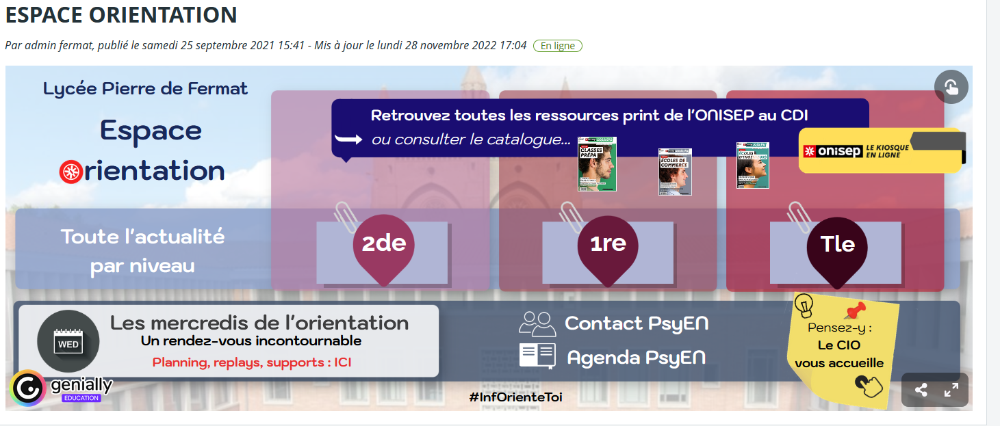 ESPACE ORIENTATION
Par admin fermat, publié le samedi 25 septembre 2021 15:41 - Mis à jour le lundi 28 novembre 2022 17:04 En ligne
Lycée Pierre de Fermat
Espace
Orientation
Retrouvez toutes les ressources print de l'ONISEP au CDI
ou consulter le catalogue...
CLASSES
PRÉPA
ÉCOLES DE
COMMERCE
ÉCOLES
D'INGÉNIEURS
onisep LE KIOSQUE
EN LIGNE
Toute l'actualité
par niveau
2de
1re
Tle
Les mercredis de l'orientation
Un rendez-vous incontournable
Planning, replays, supports : ICI
WED
Contact PsyEN
Agenda PsyEN
Pensez-y :
Le CIO
vous accueille
genially
EDUCATION
#InfOrienteToi